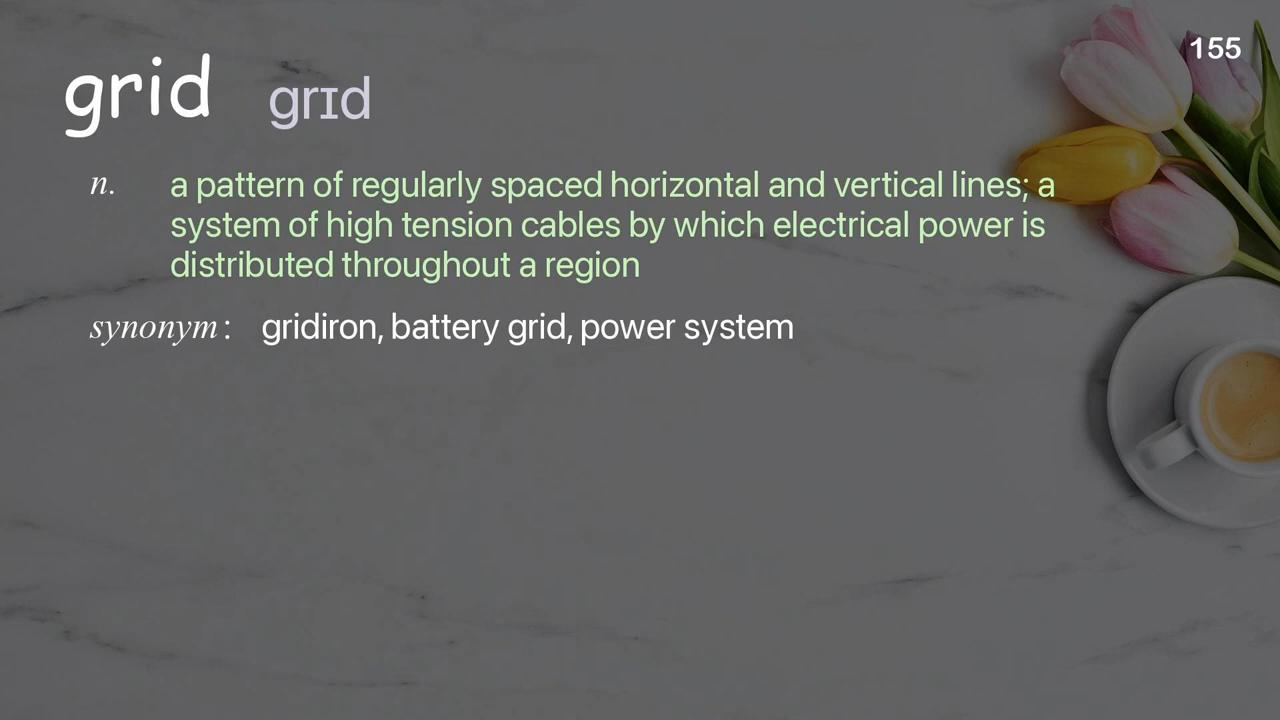 155
grid grɪd
n. a pattern of regularly spaced horizontal and vertical lines; a
system of high tension cables by which electrical power is
distributed throughout a region
synonym: gridiron, battery grid, power system